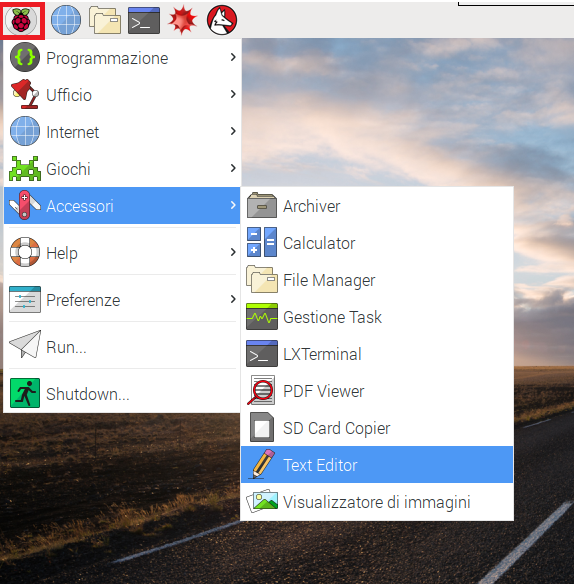 Programmazione
Ufficio
Internet
Giochi
Accessori
Help
Preferenze
Run...
Shutdown...
Archiver
Calculator
File Manager
Gestione Task
LXTerminal
PDF Viewer
SD Card Copier
Text Editor
Visualizzatore di immagini